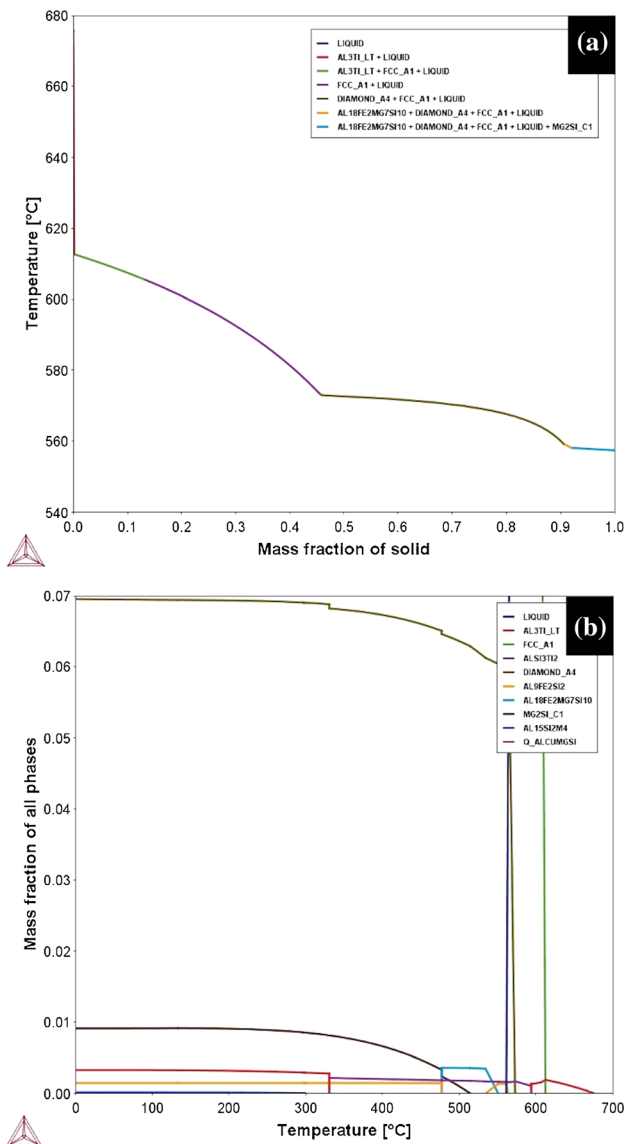 680
(a)
LIQUID
AL3TI_LT + LIQUID
AL3TI_LT + FCC_A1 + LIQUID
FCC_A1 + LIQUID
DIAMOND_A4 + FCC_A1 + LIQUID
AL18FE2MG7SI10 + DIAMOND_A4 + FCC_A1 + LIQUID
AL18FE2MG7SI10 + DIAMOND_A4 + FCC_A1 + LIQUID + MG2SI_C1
660
640
620
600
580
560
540
Temperature [°C]
0.0 0.1 0.2 0.3 0.4 0.5 0.6 0.7 0.8 0.9 1.0
Mass fraction of solid
0.07
(b)
LIQUID
AL3TI_LT
FCC_A1
ALSI3TI2
DIAMOND_A4
AL9FE2SI2
AL18FE2MG7SI10
MG2SI_C1
AL15SI2M4
Q_ALCUMGSI
0.06
0.05
0.04
0.03
0.02
0.01
0.00
Mass fraction of all phases
0 100 200 300 400 500 600 700
Temperature [°C]